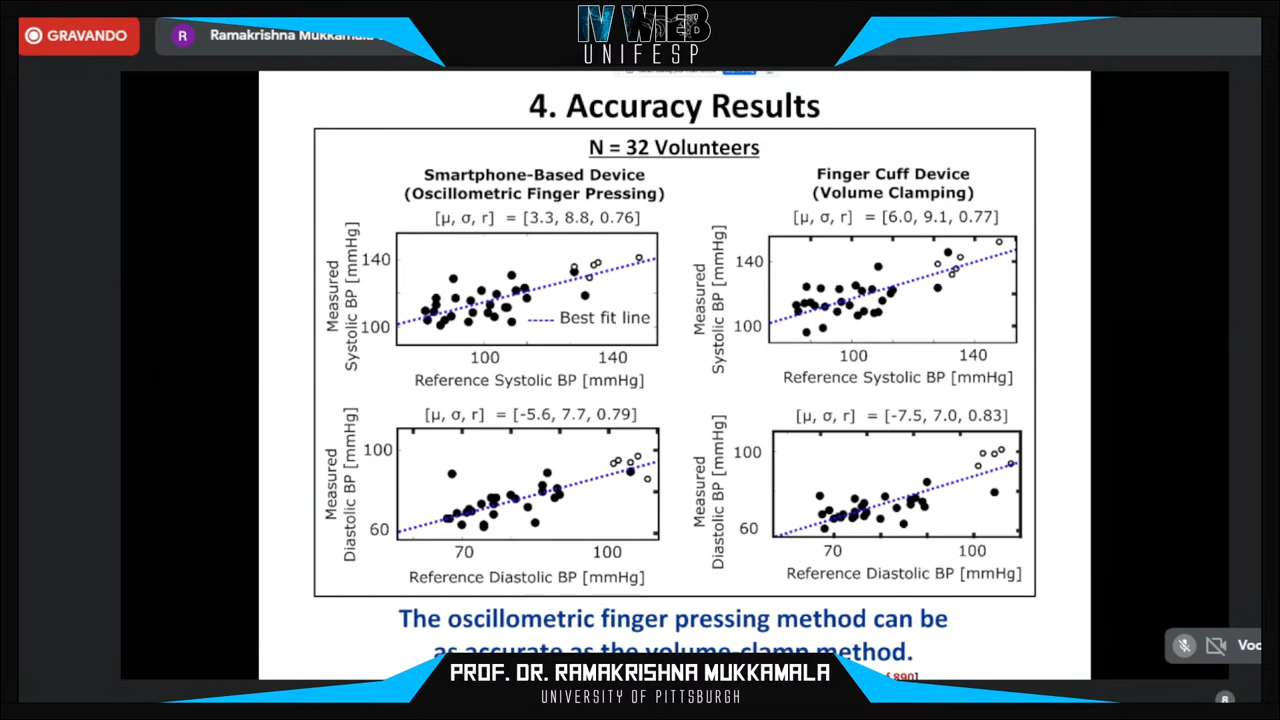 GRAVANDO
R
Ramakrishna Mukkamala
IV WEB
UNIFESP
4. Accuracy Results
N = 32 Volunteers
Smartphone-Based Device
(Oscillometric Finger Pressing)
[μ, σ, r] = [3.3, 8.8, 0.76]
Measured
Systolic BP [mmHg]
140
100
Best fit line
100
140
Reference Systolic BP [mmHg]
Finger Cuff Device
(Volume Clamping)
[μ, σ, r] = [6.0, 9.1, 0.77]
Measured
Systolic BP [mmHg]
140
100
100
140
Reference Systolic BP [mmHg]
[μ, σ, r] = [-5.6, 7.7, 0.79]
Measured
Diastolic BP [mmHg]
100
60
70
100
Reference Diastolic BP [mmHg]
[μ, σ, r] = [-7.5, 7.0, 0.83]
Measured
Diastolic BP [mmHg]
100
60
70
100
Reference Diastolic BP [mmHg]
The oscillometric finger pressing method can be
as accurate as the volume-clamp method.
890]
Voc
PROF. DR. RAMAKRISHNA MUKKAMALA
UNIVERSITY OF PITTSBURGH
8